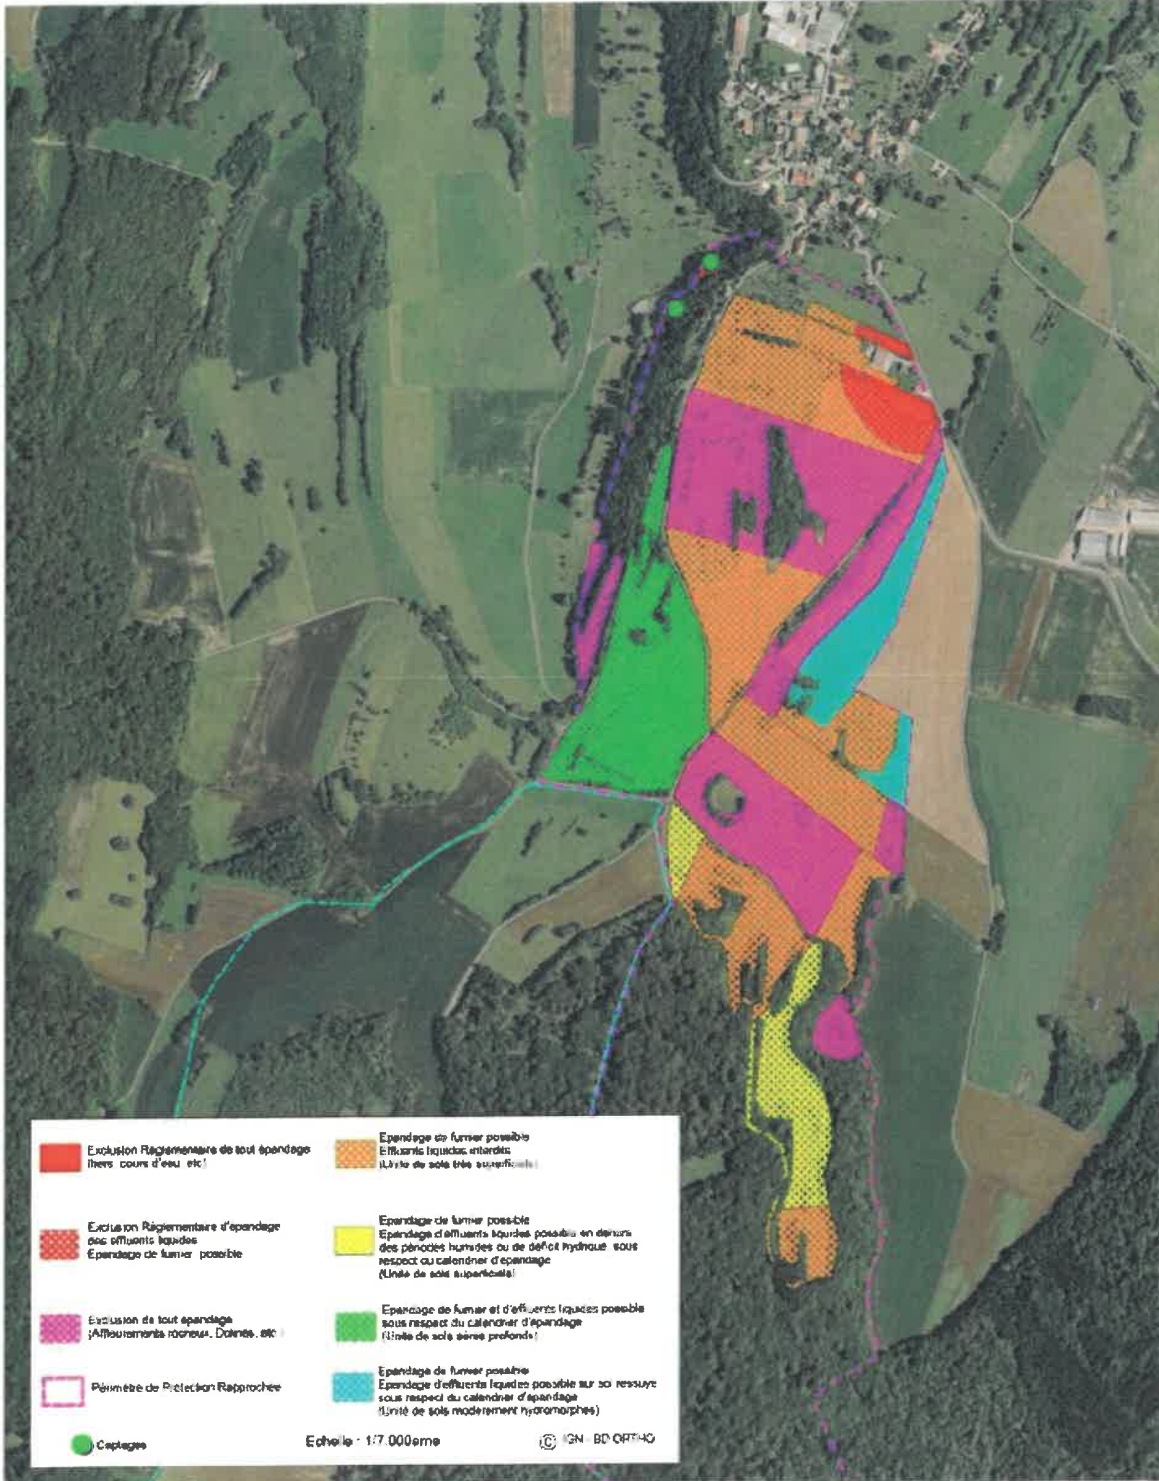 Exclusion Réglementaire de tout épandage
(tiers, cours d'eau, etc)
Exclusion Réglementaire d'épandage
des effluents liquides
Epandage de fumier possible
Exclusion de tout épandage
(Affleurements rocheux, Dolines, etc.)
Périmètre de Protection Rapprochée
Captages
Epandage de fumier possible
Effluents liquides interdits
(Unité de sols très superficiels)
Epandage de fumier possible
Epandage d'effluents liquides possible en dehors
des périodes humides ou de déficit hydrique sous
respect du calendrier d'épandage
(Unité de sols superficiels)
Epandage de fumier et d'effluents liquides possible
sous respect du calendrier d'épandage
(Unité de sols aérés profonds)
Epandage de fumier possible
Epandage d'effluents liquides possible sur sol ressuyé
sous respect du calendrier d'épandage
(Unité de sols modérément hydromorphes)
Echelle : 1/7.000eme
© IGN - BD ORTHO